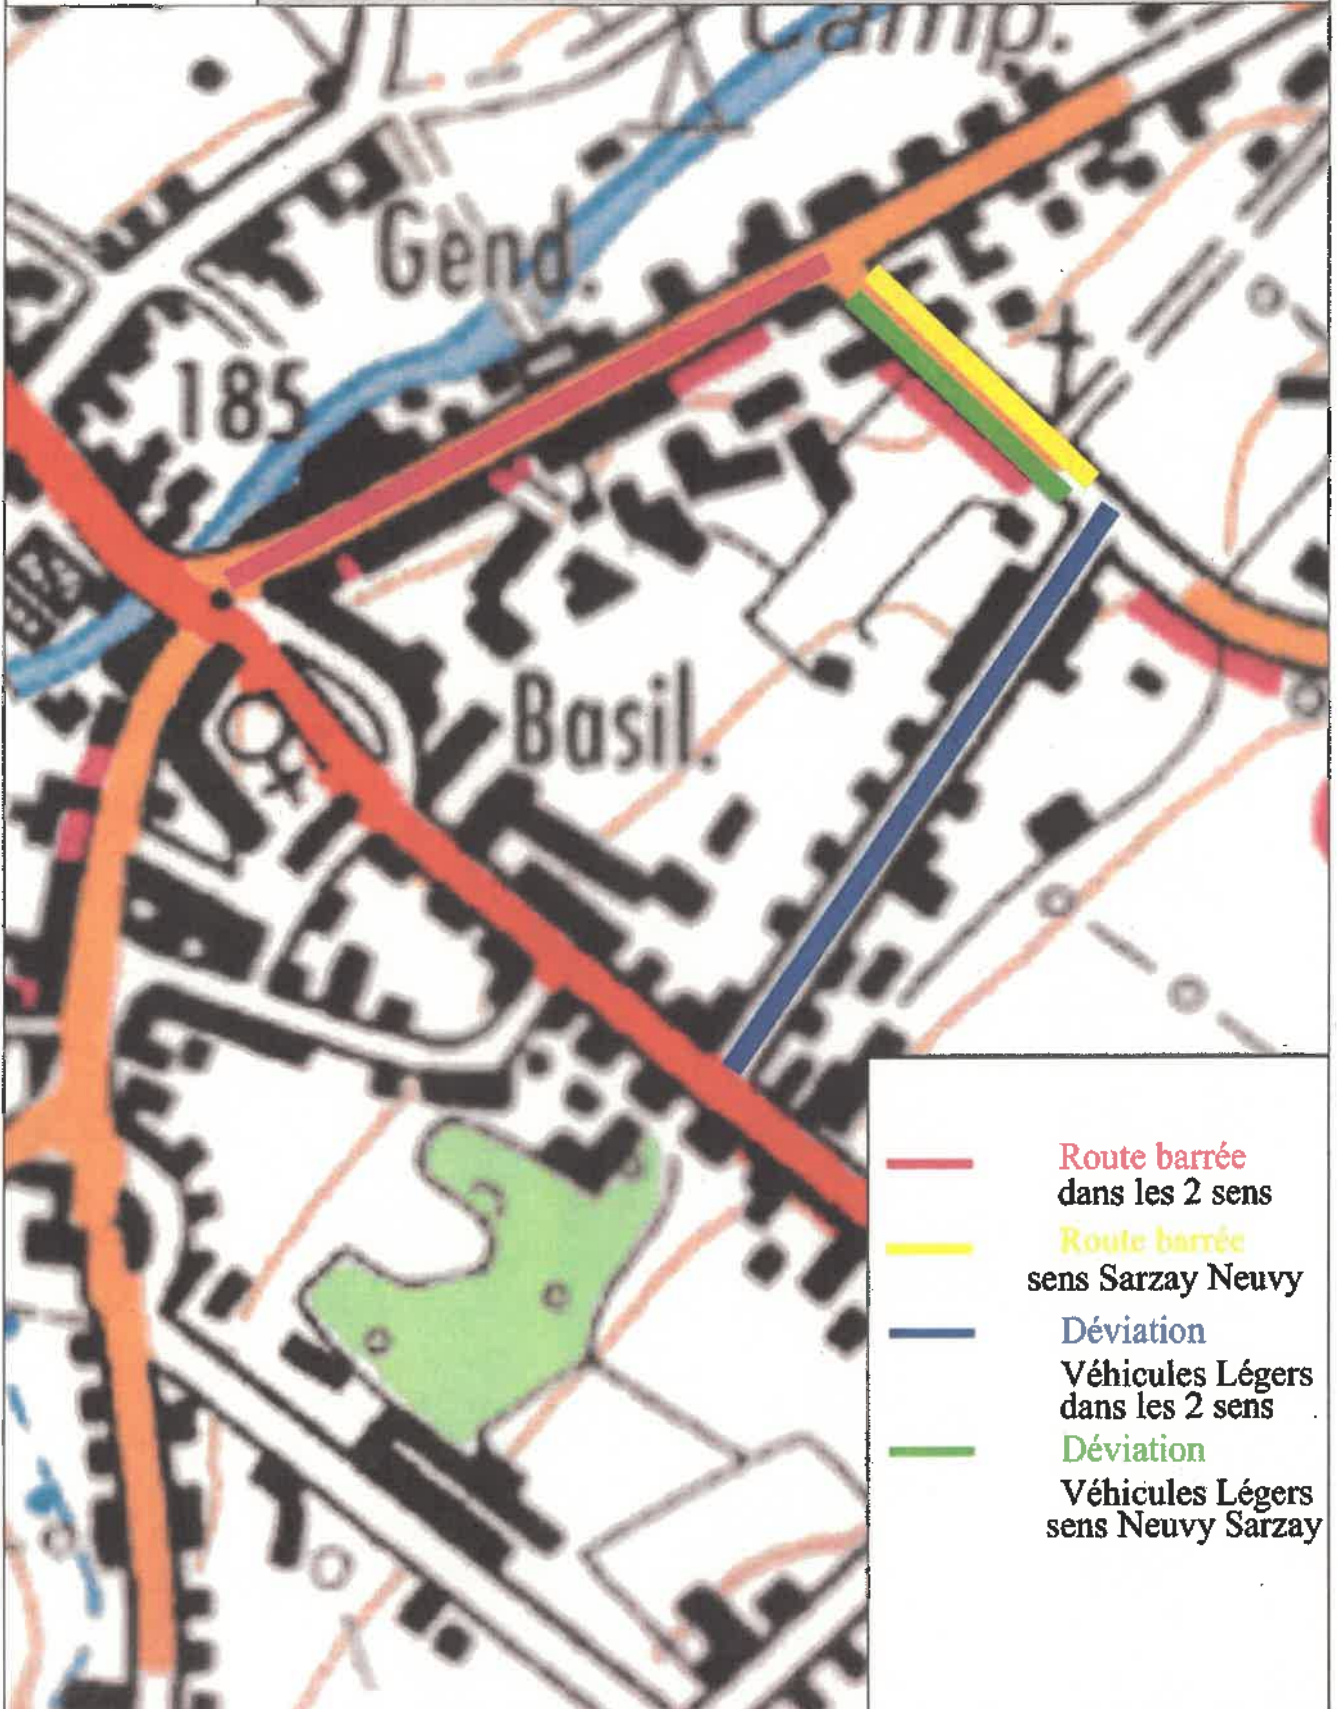 Camp.
Gend.
185
Basil.
Route barrée
dans les 2 sens
Route barrée
sens Sarzay Neuvy
Déviation
Véhicules Légers
dans les 2 sens
Déviation
Véhicules Légers
sens Neuvy Sarzay